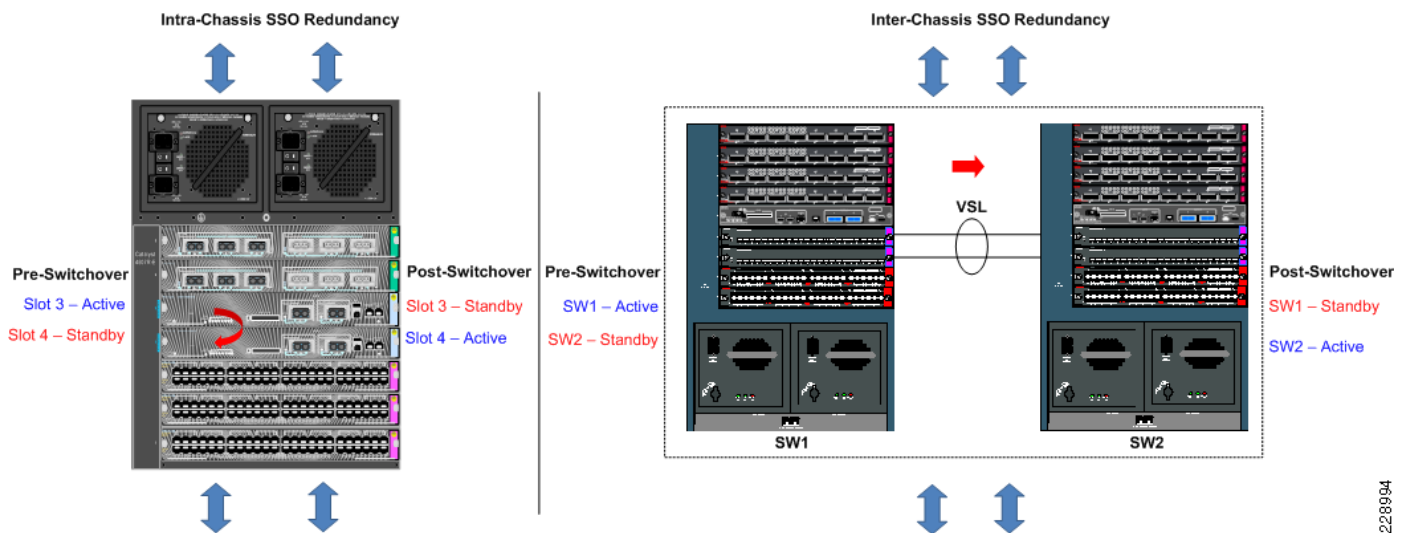 Intra-Chassis SSO Redundancy
Pre-Switchover
Slot 3 – Active
Slot 4 – Standby
Post-Switchover
Slot 3 – Standby
Slot 4 – Active
Inter-Chassis SSO Redundancy
Pre-Switchover
SW1 – Active
SW2 – Standby
VSL
SW1
SW2
Post-Switchover
SW1 – Standby
SW2 – Active
228994